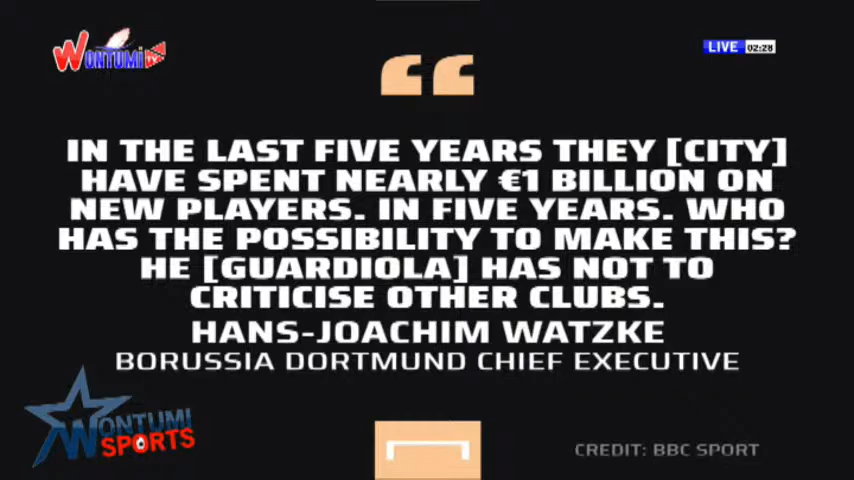 WONTUMI TV
LIVE 02:28
IN THE LAST FIVE YEARS THEY [CITY]
HAVE SPENT NEARLY €1 BILLION ON
NEW PLAYERS. IN FIVE YEARS. WHO
HAS THE POSSIBILITY TO MAKE THIS?
HE [GUARDIOLA] HAS NOT TO
CRITICISE OTHER CLUBS.
HANS-JOACHIM WATZKE
BORUSSIA DORTMUND CHIEF EXECUTIVE
WONTUMI
SPORTS
CREDIT: BBC SPORT